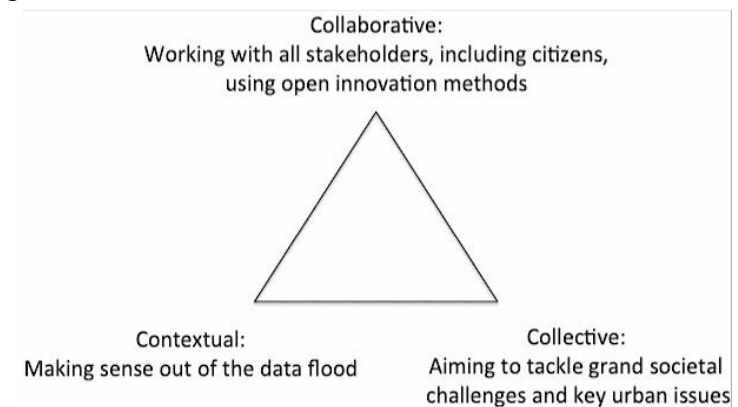 Collaborative:
Working with all stakeholders, including citizens,
using open innovation methods
Contextual:
Making sense out of the data flood
Collective:
Aiming to tackle grand societal
challenges and key urban issues